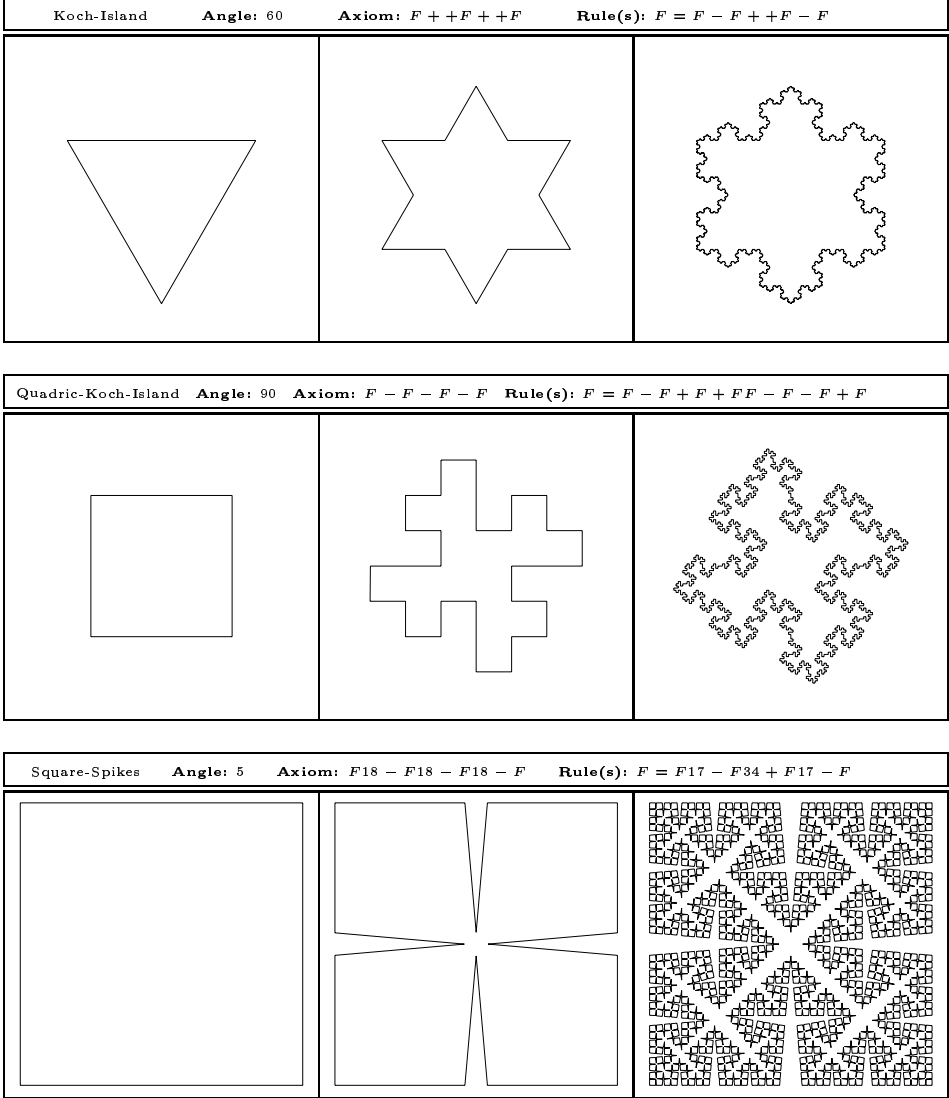 Koch-Island Angle: 60 Axiom: F + +F + +F Rule(s): F = F − F + +F − F
Quadric-Koch-Island Angle: 90 Axiom: F − F − F − F Rule(s): F = F − F + F + FF − F − F + F
Square-Spikes Angle: 5 Axiom: F18 − F18 − F18 − F Rule(s): F = F17 − F34 + F17 − F